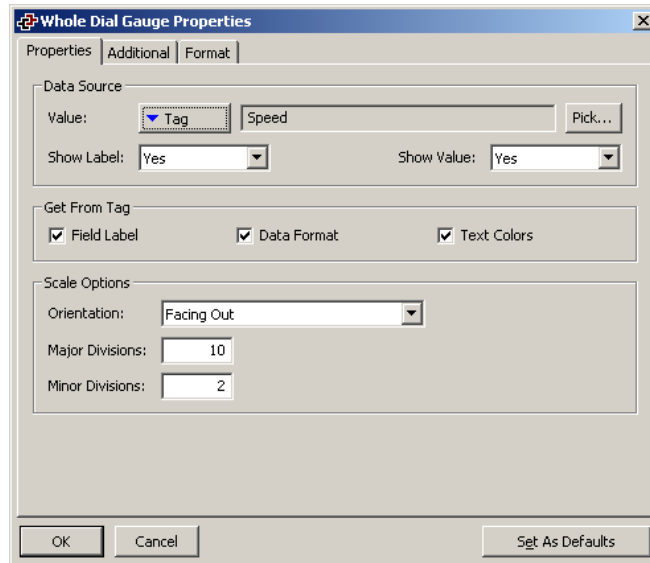 Whole Dial Gauge Properties
Properties Additional Format
Data Source
Value: Tag Speed Pick...
Show Label: Yes Show Value: Yes
Get From Tag
Field Label Data Format Text Colors
Scale Options
Orientation: Facing Out
Major Divisions: 10
Minor Divisions: 2
OK Cancel Set As Defaults